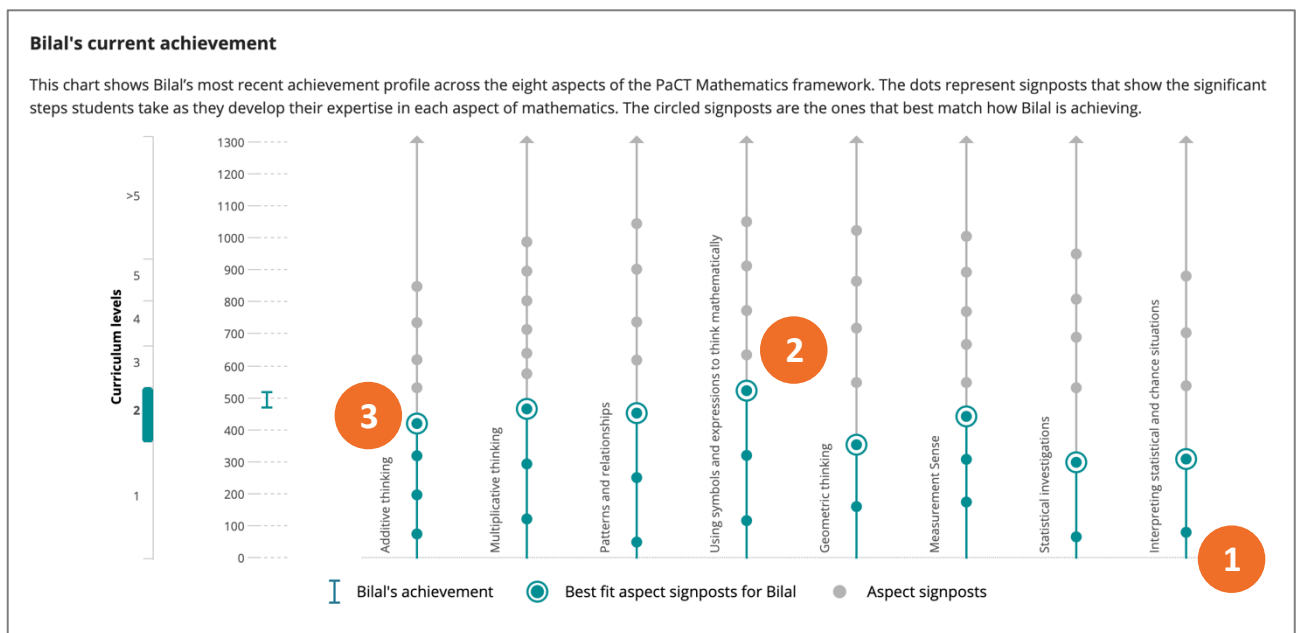 Bilal's current achievement
This chart shows Bilal's most recent achievement profile across the eight aspects of the PaCT Mathematics framework. The dots represent signposts that show the significant
steps students take as they develop their expertise in each aspect of mathematics. The circled signposts are the ones that best match how Bilal is achieving.
Curriculum levels
>5
5
4
3
2
1
1300
1200
1100
1000
900
800
700
600
500
400
300
200
100
0
Additive thinking
Multiplicative thinking
Patterns and relationships
Using symbols and expressions to think mathematically
Geometric thinking
Measurement Sense
Statistical investigations
Interpreting statistical and chance situations
3
2
1
Bilal's achievement
Best fit aspect signposts for Bilal
Aspect signposts